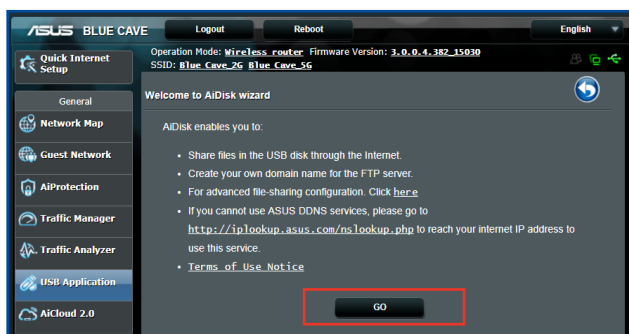 ASUS BLUE CAVE
Logout
Reboot
English
Quick Internet
Setup
Operation Mode: Wireless router Firmware Version: 3.0.0.4.382_15030
SSID: Blue Cave_2G Blue Cave_5G
General
Network Map
Guest Network
AiProtection
Traffic Manager
Traffic Analyzer
USB Application
AiCloud 2.0
Welcome to AiDisk wizard
AiDisk enables you to:
• Share files in the USB disk through the Internet.
• Create your own domain name for the FTP server.
• For advanced file-sharing configuration. Click here
• If you cannot use ASUS DDNS services, please go to
http://iplookup.asus.com/nslookup.php to reach your internet IP address to
use this service.
• Terms of Use Notice
GO